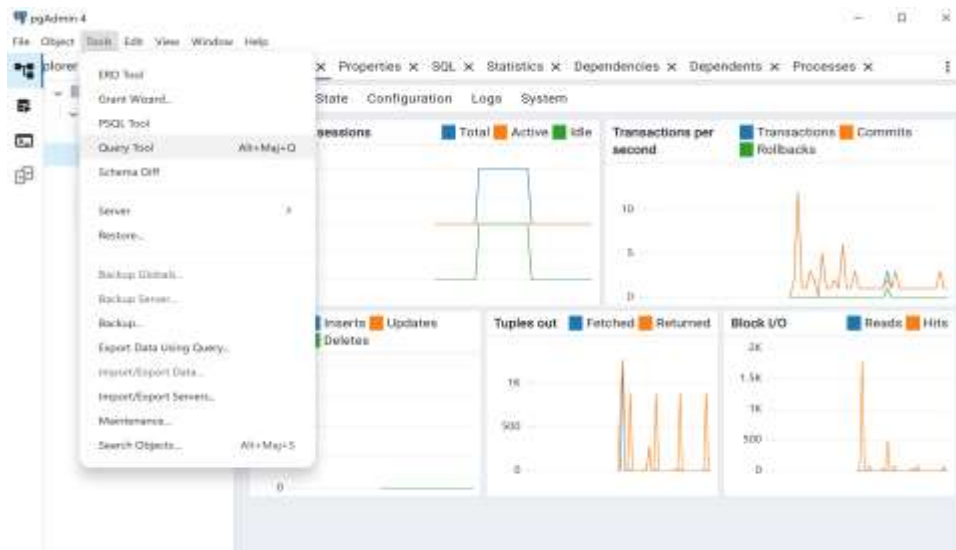 pgAdmin 4
File Object Tools Edit View Window Help
plorer
Properties SQL Statistics Dependencies Dependents Processes
State Configuration Logs System
ERD Tool
Grant Wizard...
PSQL Tool
Query Tool Alt+Maj+Q
Schema Diff
Server
Restore...
Backup Globals...
Backup Server...
Backup...
Export Data Using Query...
Import/Export Data...
Import/Export Servers...
Maintenance...
Search Objects... Alt+Maj+S
sessions Total Active Idle
Transactions per second Transactions Commits Rollbacks
10
5
0
Inserts Updates Deletes
0
Tuples out Fetched Returned
1K
500
0
Block I/O Reads Hits
2K
1.5K
1K
500
0